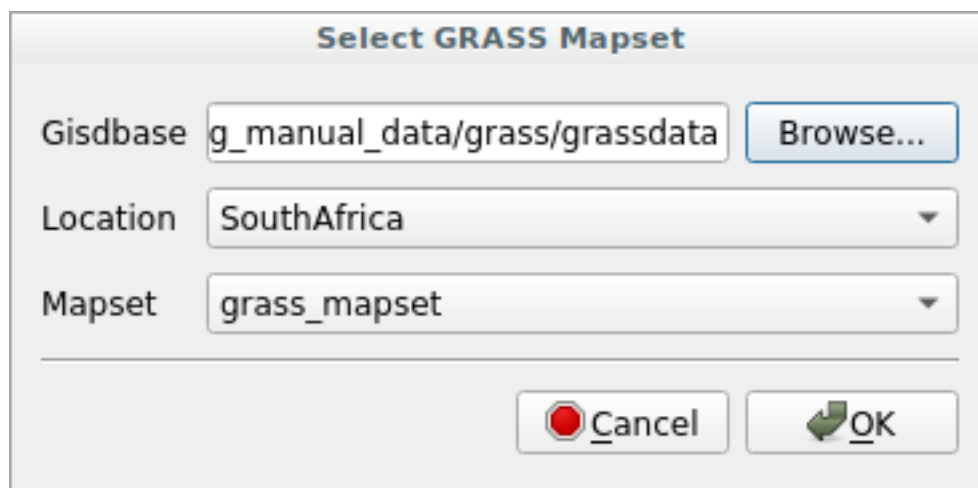 Select GRASS Mapset
Gisdbase g_manual_data/grass/grassdata Browse...
Location SouthAfrica
Mapset grass_mapset
Cancel OK